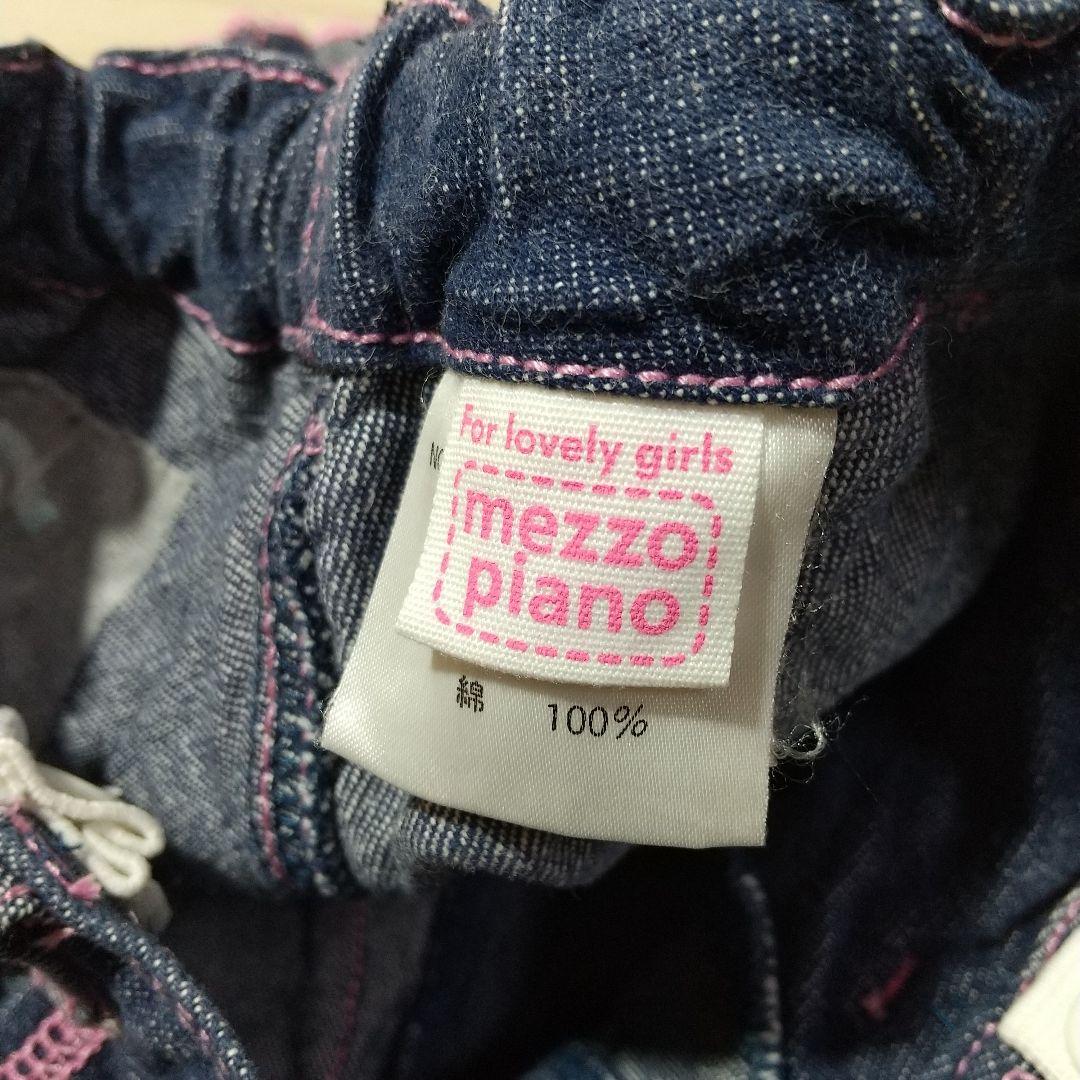 For lovely girls
mezzo
piano
綿 100%